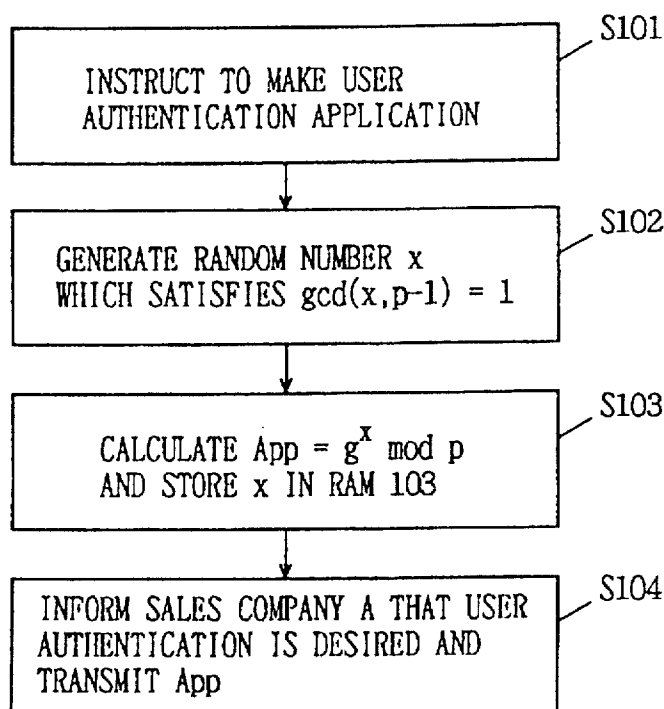 S101
INSTRUCT TO MAKE USER
AUTHENTICATION APPLICATION
S102
GENERATE RANDOM NUMBER x
WHICH SATISFIES gcd(x,p-1) = 1
S103
CALCULATE App = g^x mod p
AND STORE x IN RAM 103
S104
INFORM SALES COMPANY A THAT USER
AUTHENTICATION IS DESIRED AND
TRANSMIT App